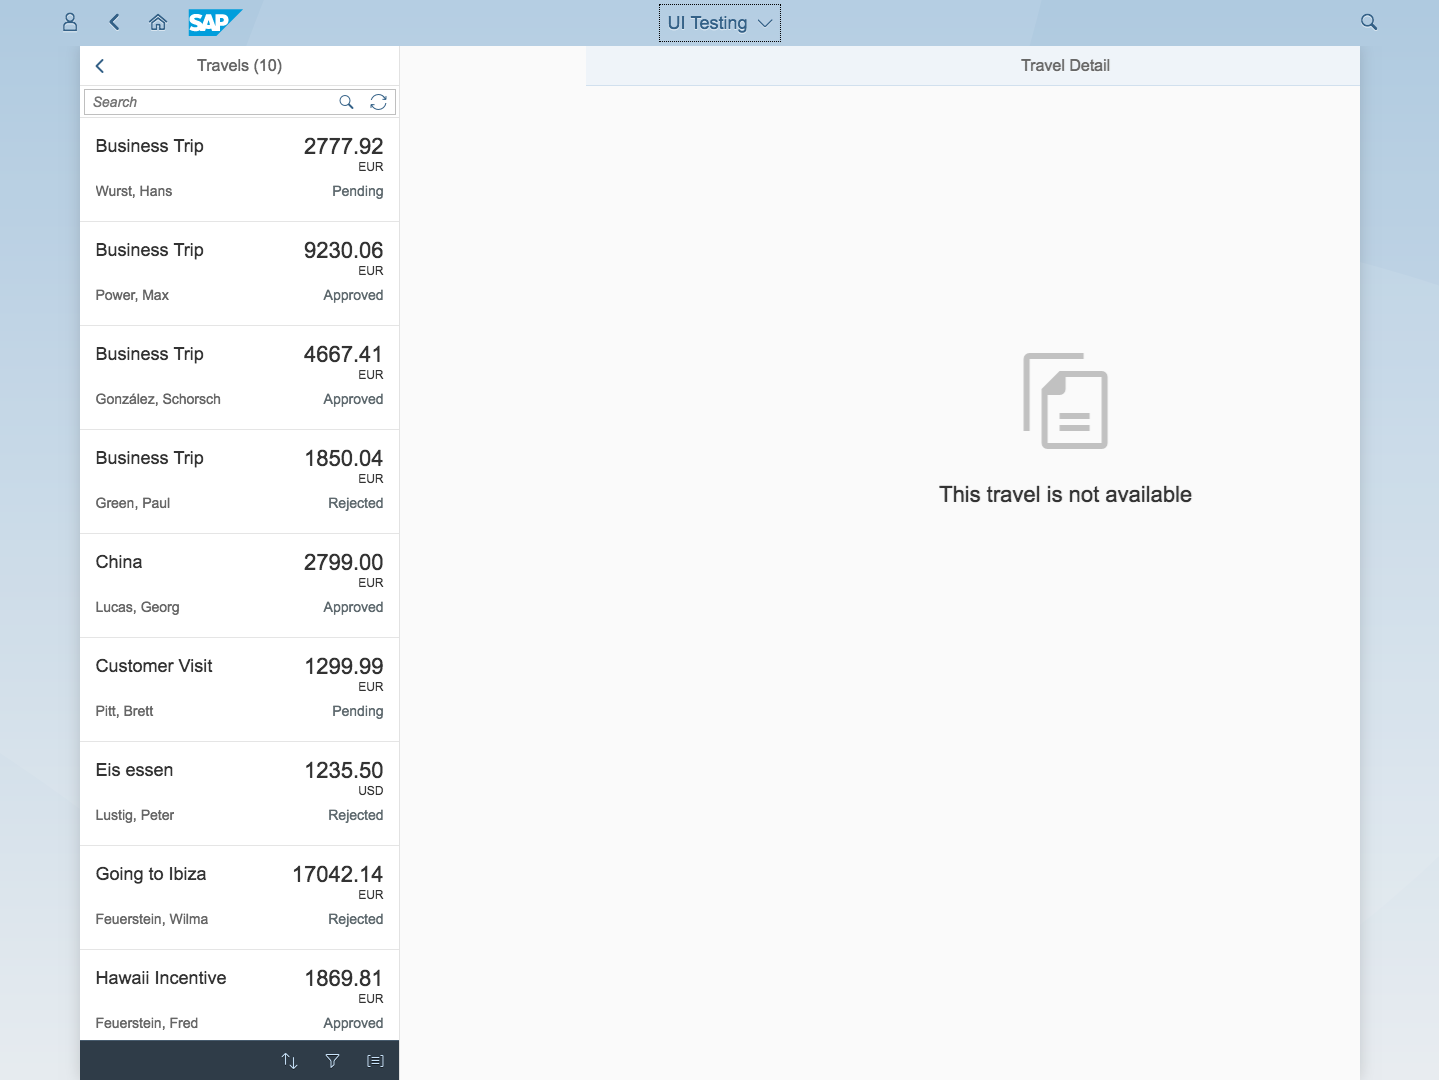 SAP
UI Testing
Travels (10)
Travel Detail
Search
Business Trip 2777.92
EUR
Wurst, Hans Pending
Business Trip 9230.06
EUR
Power, Max Approved
Business Trip 4667.41
EUR
González, Schorsch Approved
Business Trip 1850.04
EUR
Green, Paul Rejected
China 2799.00
EUR
Lucas, Georg Approved
Customer Visit 1299.99
EUR
Pitt, Brett Pending
Eis essen 1235.50
USD
Lustig, Peter Rejected
Going to Ibiza 17042.14
EUR
Feuerstein, Wilma Rejected
Hawaii Incentive 1869.81
EUR
Feuerstein, Fred Approved
This travel is not available